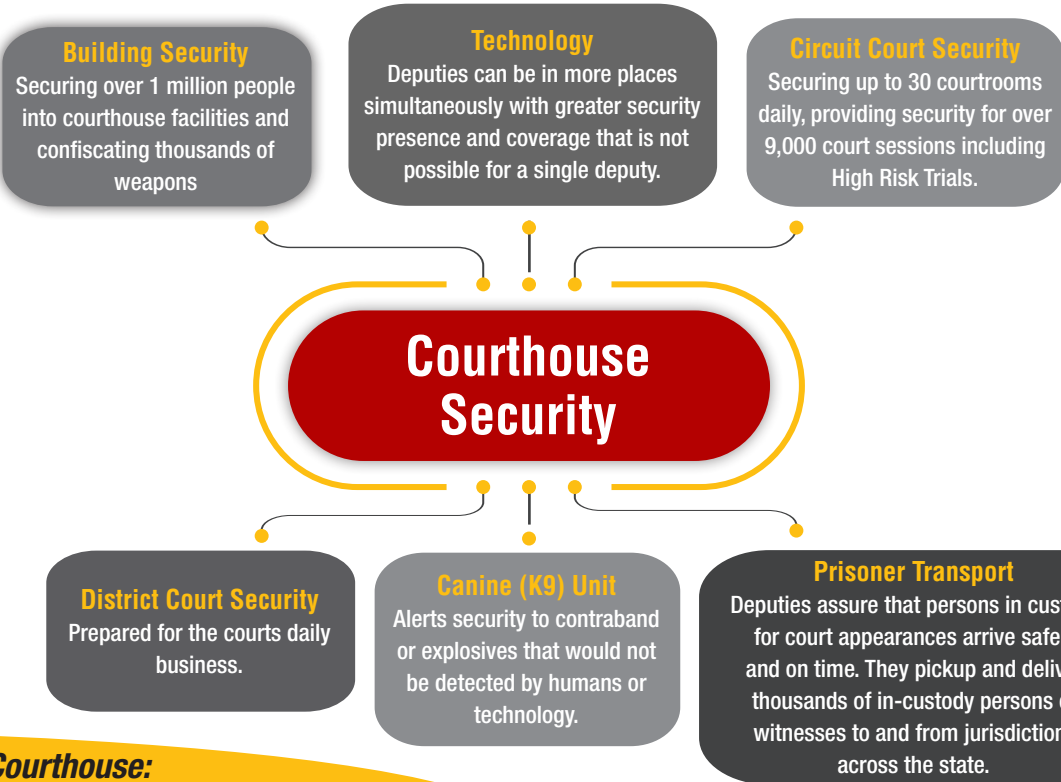 Building Security
Securing over 1 million people
into courthouse facilities and
confiscating thousands of
weapons
Technology
Deputies can be in more places
simultaneously with greater security
presence and coverage that is not
possible for a single deputy.
Circuit Court Security
Securing up to 30 courtrooms
daily, providing security for over
9,000 court sessions including
High Risk Trials.
Courthouse
Security
District Court Security
Prepared for the courts daily
business.
Canine (K9) Unit
Alerts security to contraband
or explosives that would not
be detected by humans or
technology.
Prisoner Transport
Deputies assure that persons in
for court appearances arrive
and on time. They pickup and
thousands of in-custody persons
witnesses to and from
across the state.
Courthouse: